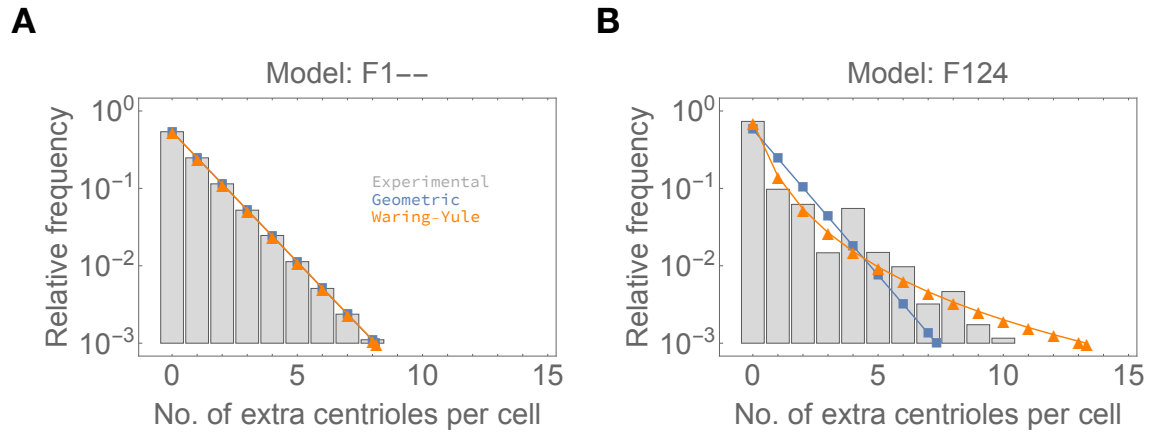 A
Model: F1--
Relative frequency
10^0
10^-1
10^-2
10^-3
Experimental
Geometric
Waring-Yule
0 5 10 15
No. of extra centrioles per cell
B
Model: F124
Relative frequency
10^0
10^-1
10^-2
10^-3
0 5 10 15
No. of extra centrioles per cell